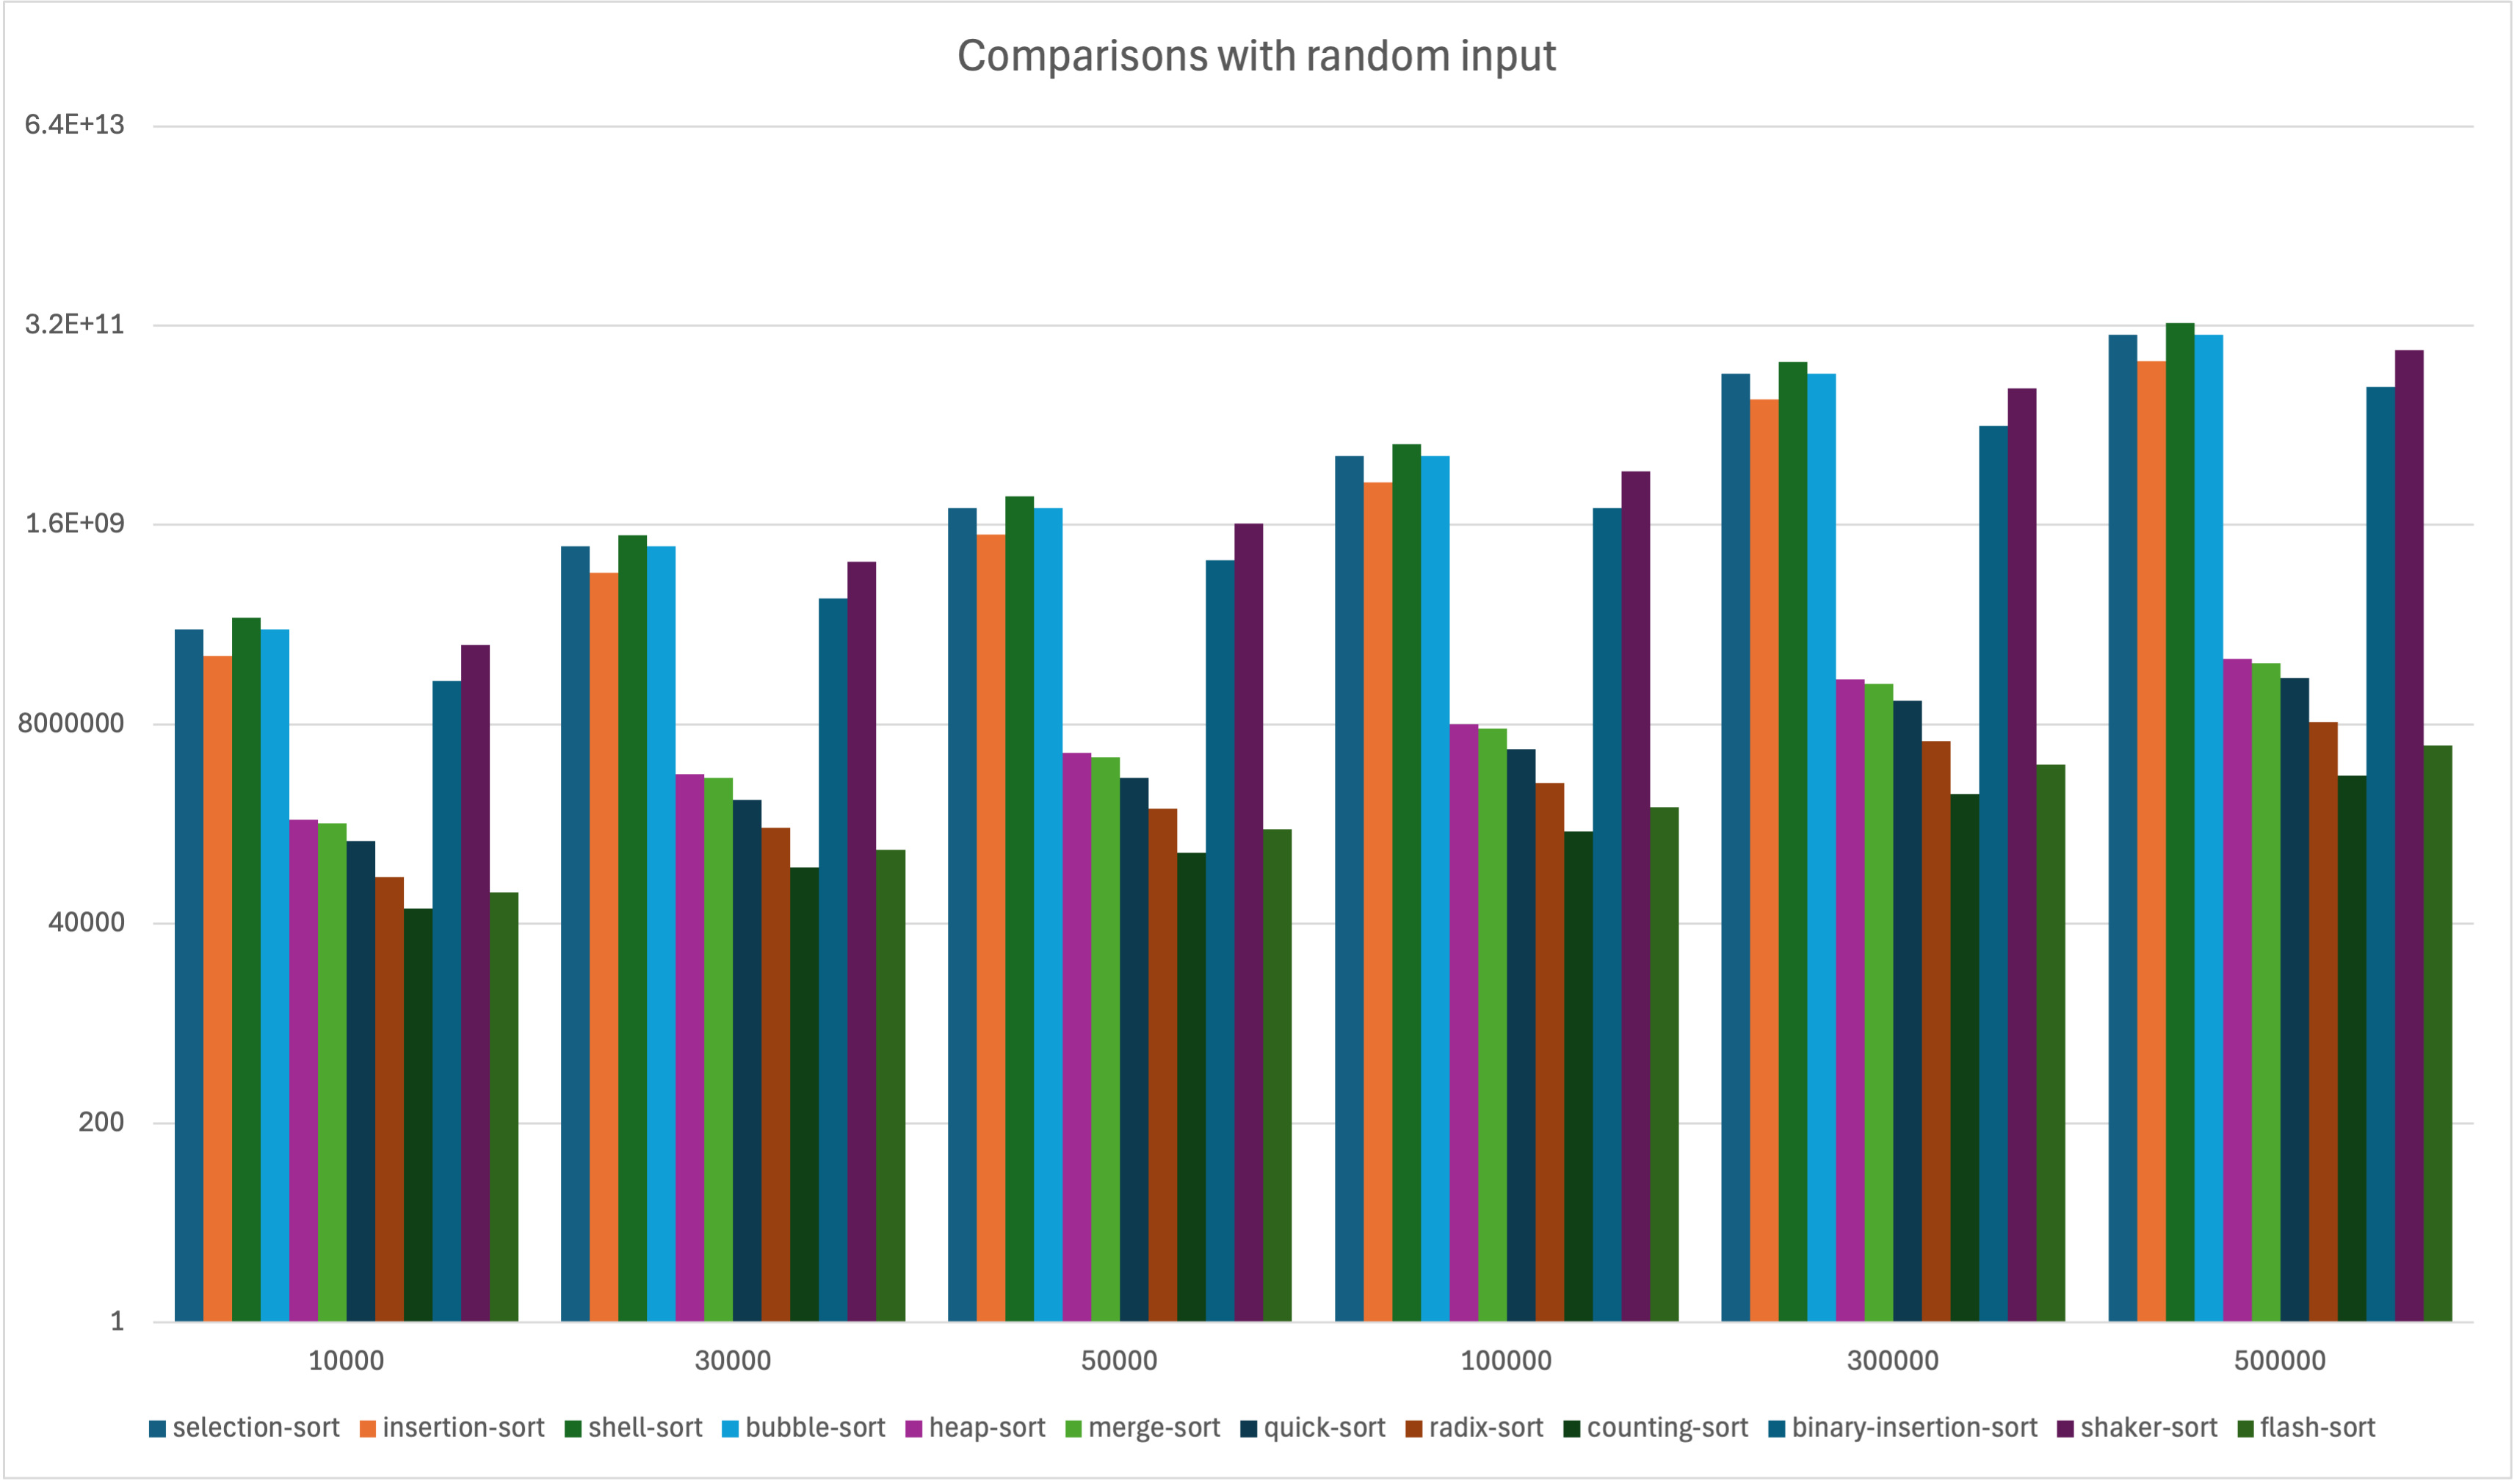 Comparisons with random input
6.4E+13
3.2E+11
1.6E+09
8000000
40000
200
1
10000 30000 50000 100000 300000 500000
selection-sort insertion-sort shell-sort bubble-sort heap-sort merge-sort quick-sort radix-sort counting-sort binary-insertion-sort shaker-sort flash-sort